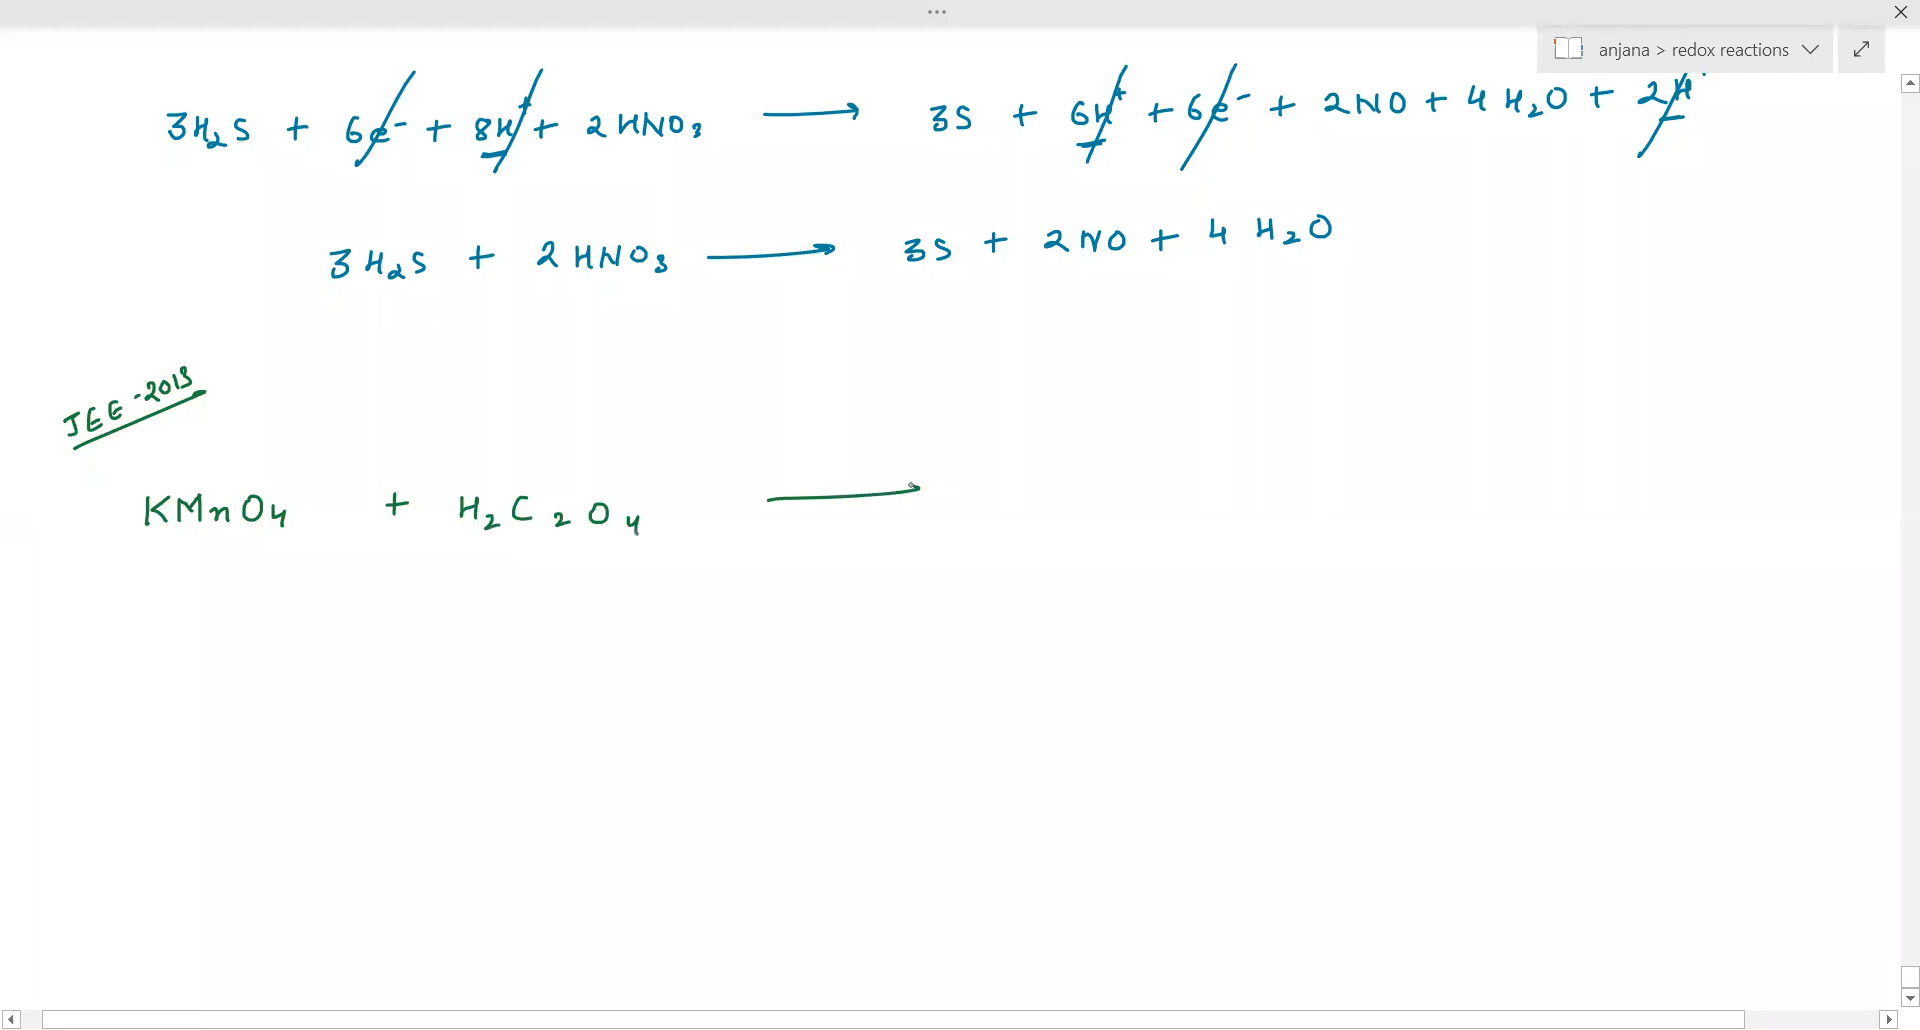 ...
anjana > redox reactions
3H₂S + 6e⁻ + 8H⁺ + 2HNO₃ ⟶ 3S + 6H⁺ + 6e⁻ + 2NO + 4H₂O + 2H⁺
3H₂S + 2HNO₃ ⟶ 3S + 2NO + 4H₂O
JEE-2013
KMnO₄ + H₂C₂O₄ ⟶